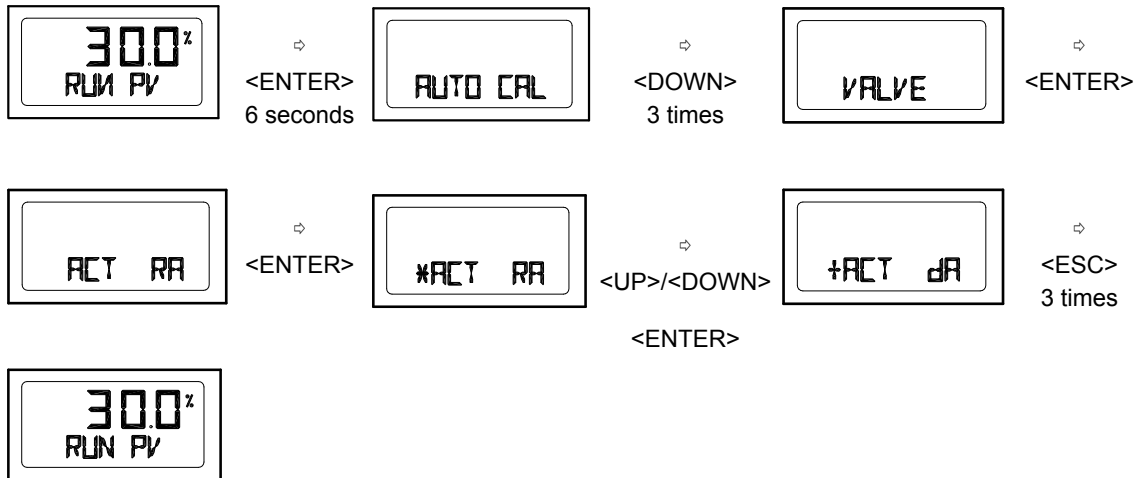 30.0%
RUN PV
⇨
<ENTER>
6 seconds
AUTO CAL
⇨
<DOWN>
3 times
VALVE
⇨
<ENTER>
ACT RA
⇨
<ENTER>
*ACT RA
⇨
<UP>/<DOWN>
<ENTER>
+ACT dA
⇨
<ESC>
3 times
30.0%
RUN PV